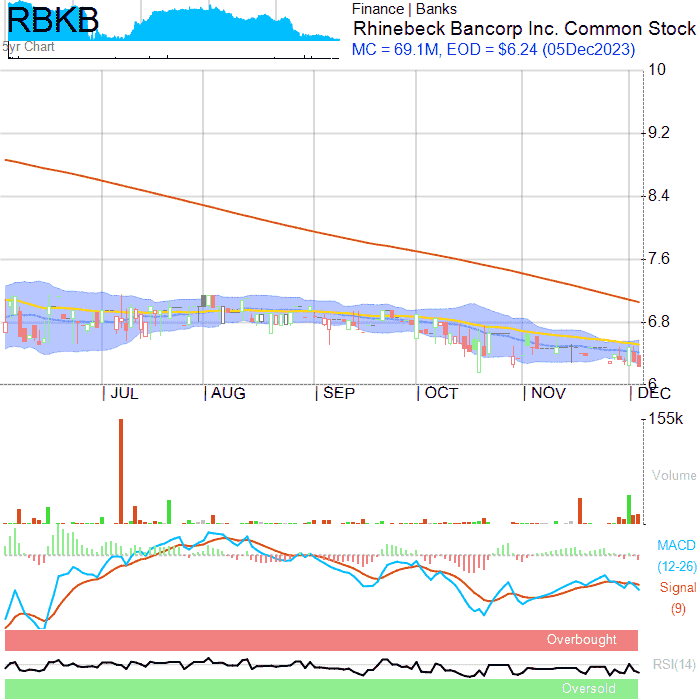 RBKB
5yr Chart
Finance | Banks
Rhinebeck Bancorp Inc. Common Stock
MC = 69.1M, EOD = $6.24 (05Dec2023)
10
9.2
8.4
7.6
6.8
6
JUL
AUG
SEP
OCT
NOV
DEC
155k
Volume
MACD
(12-26)
Signal
(9)
Overbought
RSI(14)
Oversold